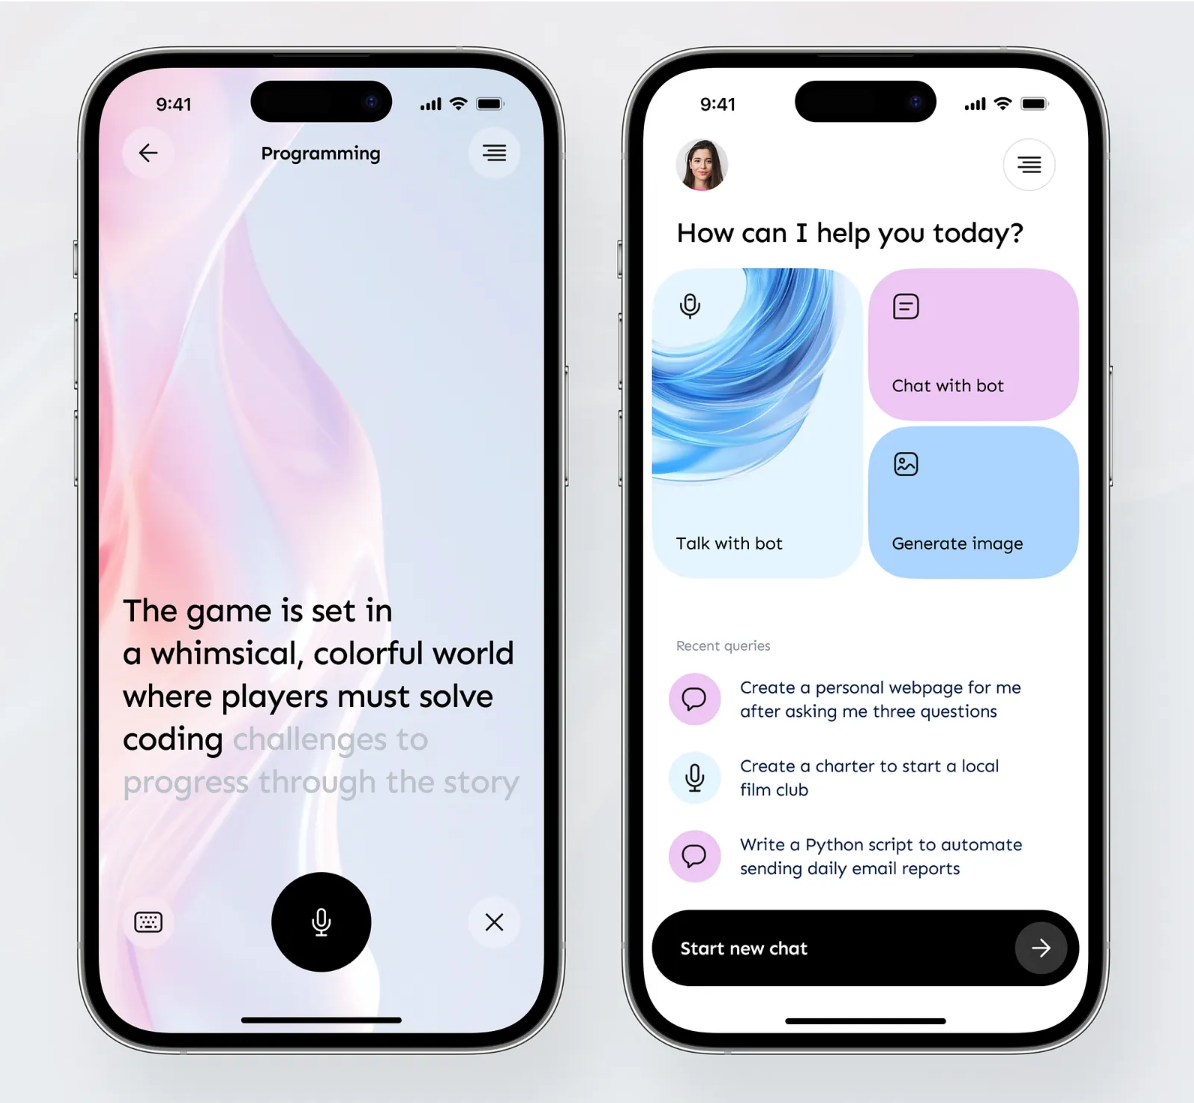 9:41
Programming
The game is set in
a whimsical, colorful world
where players must solve
coding challenges to
progress through the story
9:41
How can I help you today?
Talk with bot
Chat with bot
Generate image
Recent queries
Create a personal webpage for me
after asking me three questions
Create a charter to start a local
film club
Write a Python script to automate
sending daily email reports
Start new chat